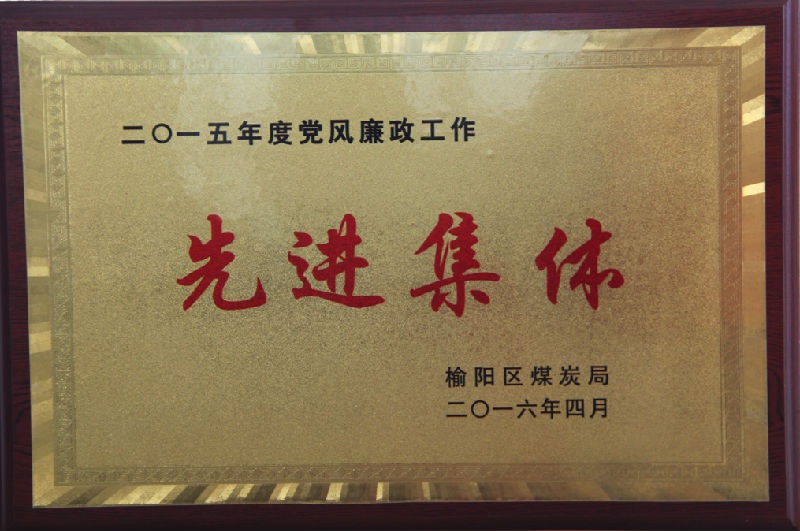 二〇一五年度党风廉政工作
先进集体
榆阳区煤炭局
二〇一六年四月